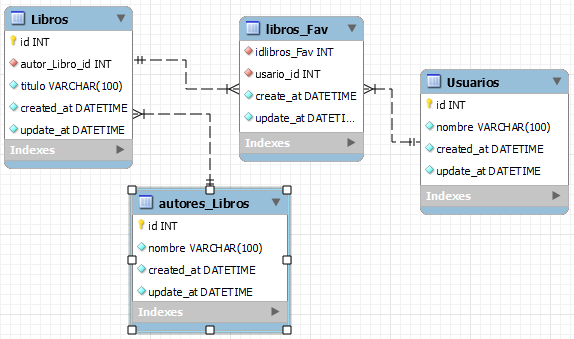 Libros
id INT
autor_Libro_id INT
titulo VARCHAR(100)
created_at DATETIME
update_at DATETIME
Indexes
libros_Fav
idlibros_Fav INT
usario_id INT
create_at DATETIME
update_at DATETI...
Indexes
Usuarios
id INT
nombre VARCHAR(100)
created_at DATETIME
update_at DATETIME
Indexes
autores_Libros
id INT
nombre VARCHAR(100)
created_at DATETIME
update_at DATETIME
Indexes